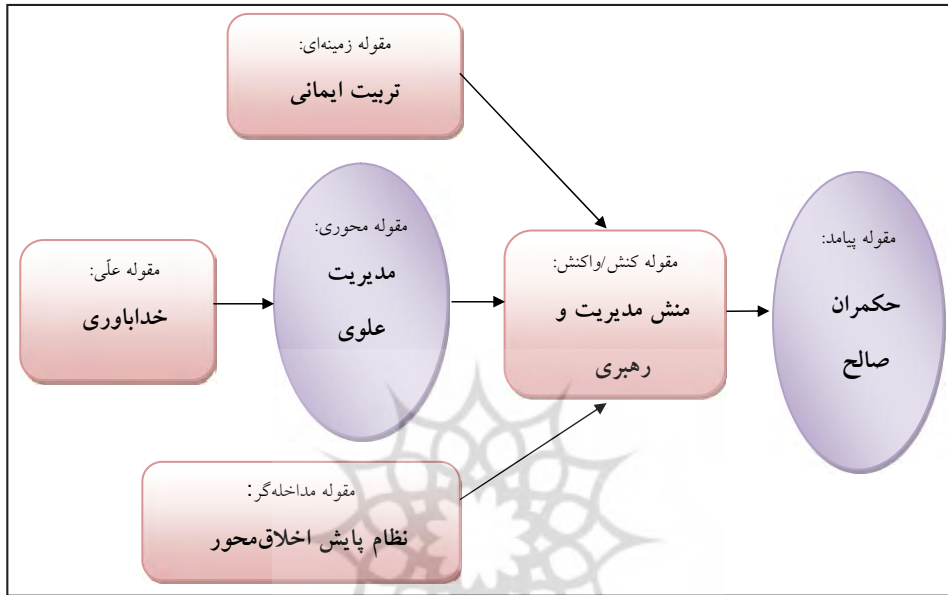 مقوله زمینه‌ای:
تربیت ایمانی
مقوله علّی:
خداباوری
مقوله محوری:
مدیریت
علوی
مقوله کنش/واکنش:
منش مدیریت و
رهبری
مقوله پیامد:
حکمران
صالح
مقوله مداخله‌گر:
نظام پایش اخلاق‌محور